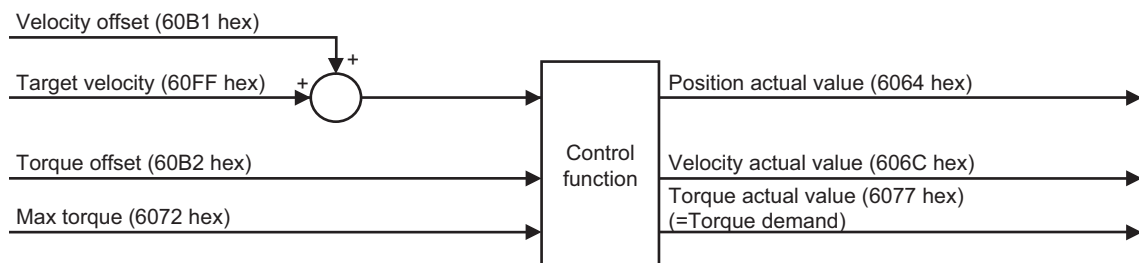 Velocity offset (60B1 hex)
+
Target velocity (60FF hex)
+
Position actual value (6064 hex)
Torque offset (60B2 hex)
Control
function
Velocity actual value (606C hex)
Torque actual value (6077 hex)
(=Torque demand)
Max torque (6072 hex)